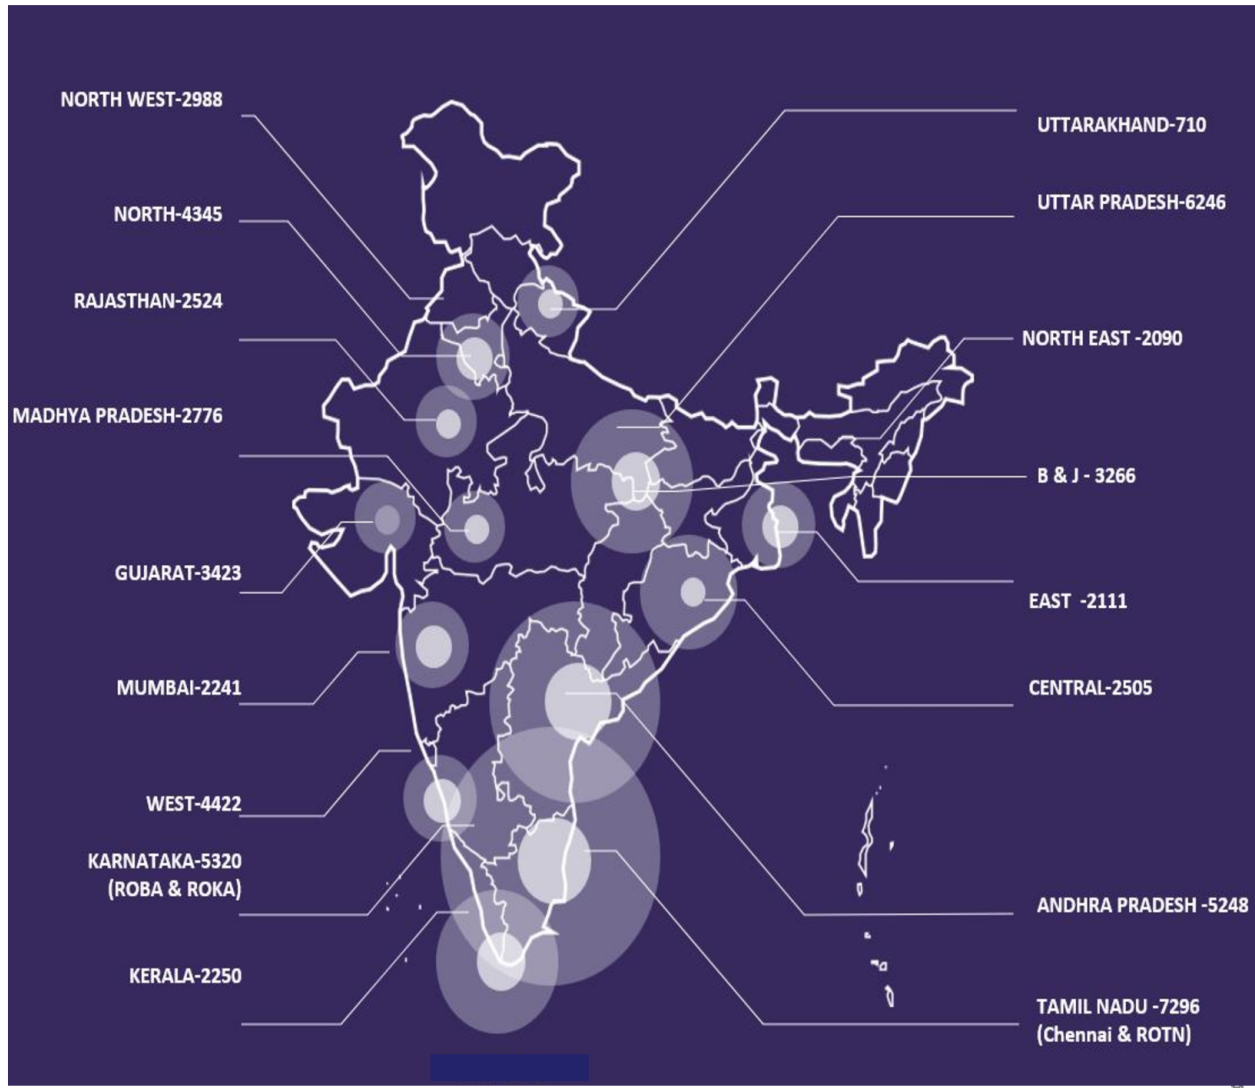 NORTH WEST-2988
NORTH-4345
RAJASTHAN-2524
MADHYA PRADESH-2776
GUJARAT-3423
MUMBAI-2241
WEST-4422
KARNATAKA-5320
(ROBA & ROKA)
KERALA-2250
UTTARAKHAND-710
UTTAR PRADESH-6246
NORTH EAST -2090
B & J - 3266
EAST -2111
CENTRAL-2505
ANDHRA PRADESH -5248
TAMIL NADU -7296
(Chennai & ROTN)